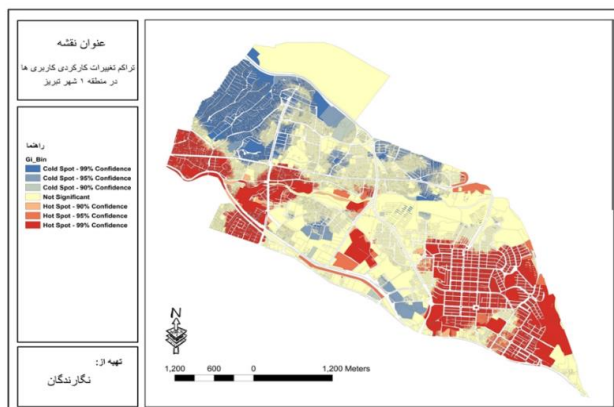 عنوان نقشه
تراکم تغییرات کارکردی کاربری ها
در منطقه ۱ شهر تبریز
راهنما
Gi_Bin
Cold Spot - 99% Confidence
Cold Spot - 95% Confidence
Cold Spot - 90% Confidence
Not Significant
Hot Spot - 90% Confidence
Hot Spot - 95% Confidence
Hot Spot - 99% Confidence
تهیه از:
نگارندگان
N
1,200 600 0 1,200 Meters